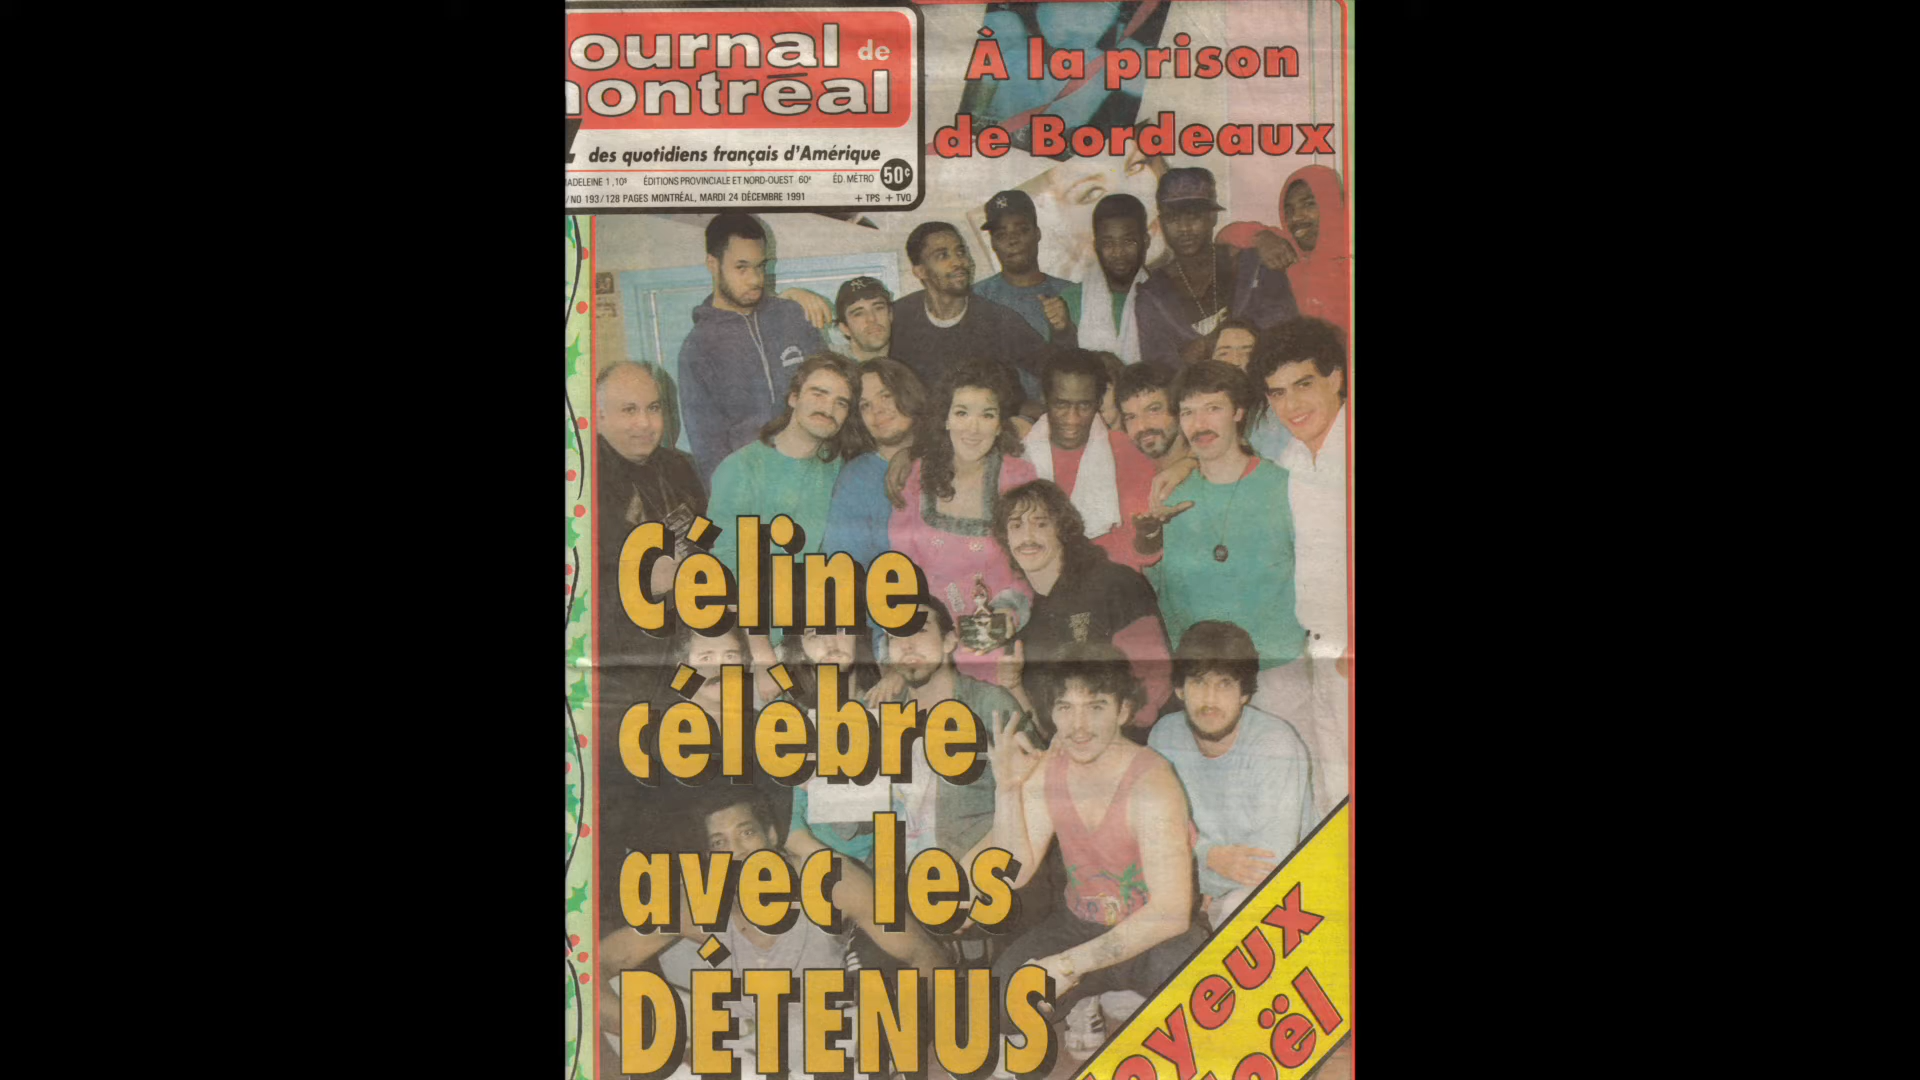 ournal de
ontréal
des quotidiens français d'Amérique
ADELEINE 1,10$ ÉDITIONS PROVINCIALE ET NORD-OUEST 60¢ ÉD. MÉTRO 50¢
/NO 193/128 PAGES MONTRÉAL, MARDI 24 DÉCEMBRE 1991 + TPS + TVQ
À la prison
de Bordeaux
Céline
célèbre
avec les
DÉTENUS
oyeux
oël